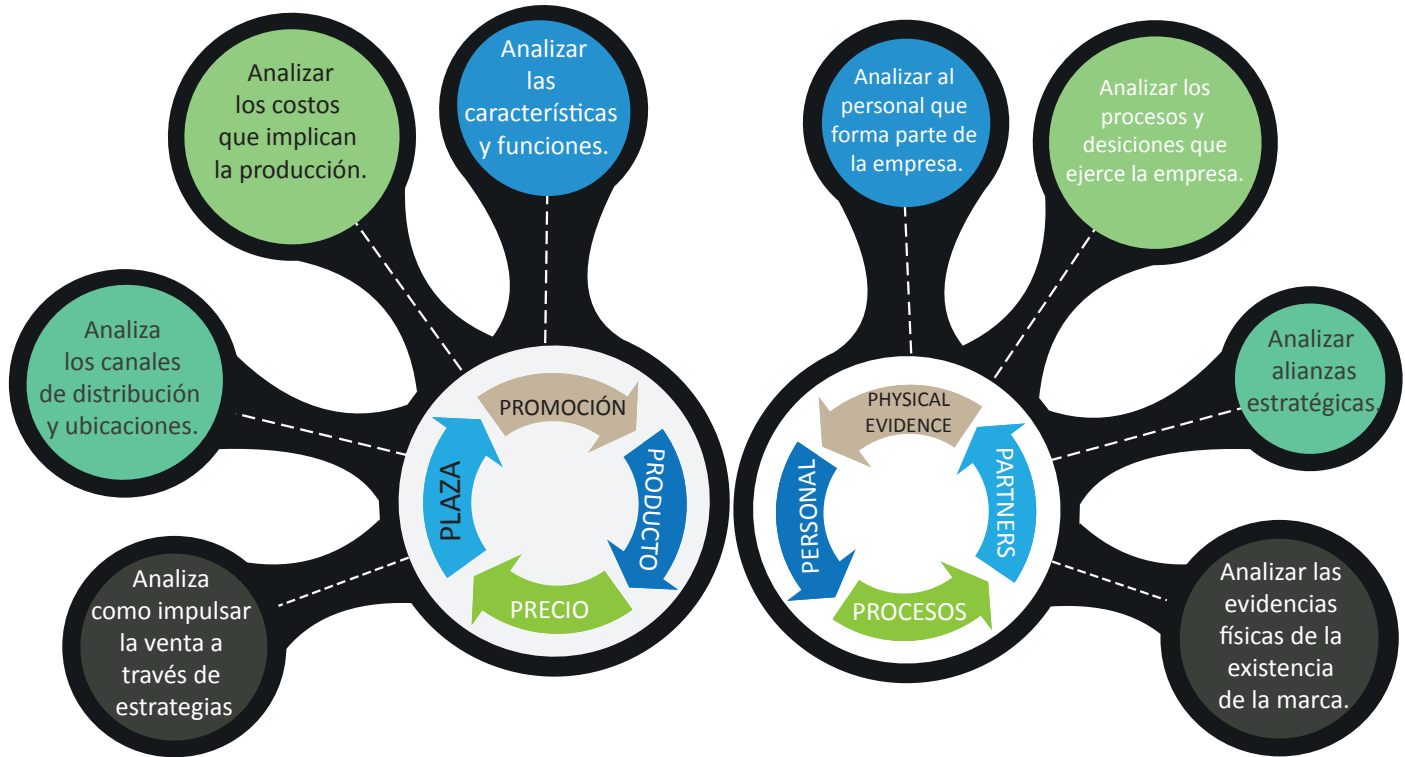 Analizar
los costos
que implican
la producción.
Analizar
las
características
y funciones.
Analiza
los canales
de distribución
y ubicaciones.
Analiza
como impulsar
la venta a
través de
estrategias
PROMOCIÓN
PRODUCTO
PRECIO
PLAZA
Analizar al
personal que
forma parte de
la empresa.
Analizar los
procesos y
desiciones que
ejerce la empresa.
Analizar
alianzas
estratégicas.
Analizar las
evidencias
físicas de la
existencia
de la marca.
PHYSICAL
EVIDENCE
PERSONAL
PROCESOS
PARTNERS